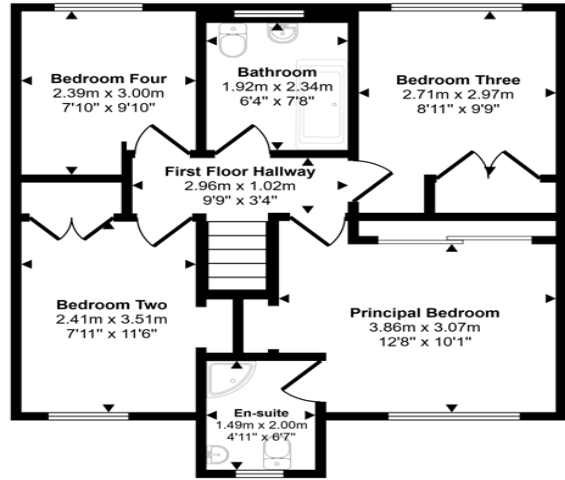 Bedroom Four
2.39m x 3.00m
7'10" x 9'10"
Bathroom
1.92m x 2.34m
6'4" x 7'8"
Bedroom Three
2.71m x 2.97m
8'11" x 9'9"
First Floor Hallway
2.96m x 1.02m
9'9" x 3'4"
Bedroom Two
2.41m x 3.51m
7'11" x 11'6"
Principal Bedroom
3.86m x 3.07m
12'8" x 10'1"
En-suite
1.49m x 2.00m
4'11" x 6'7"